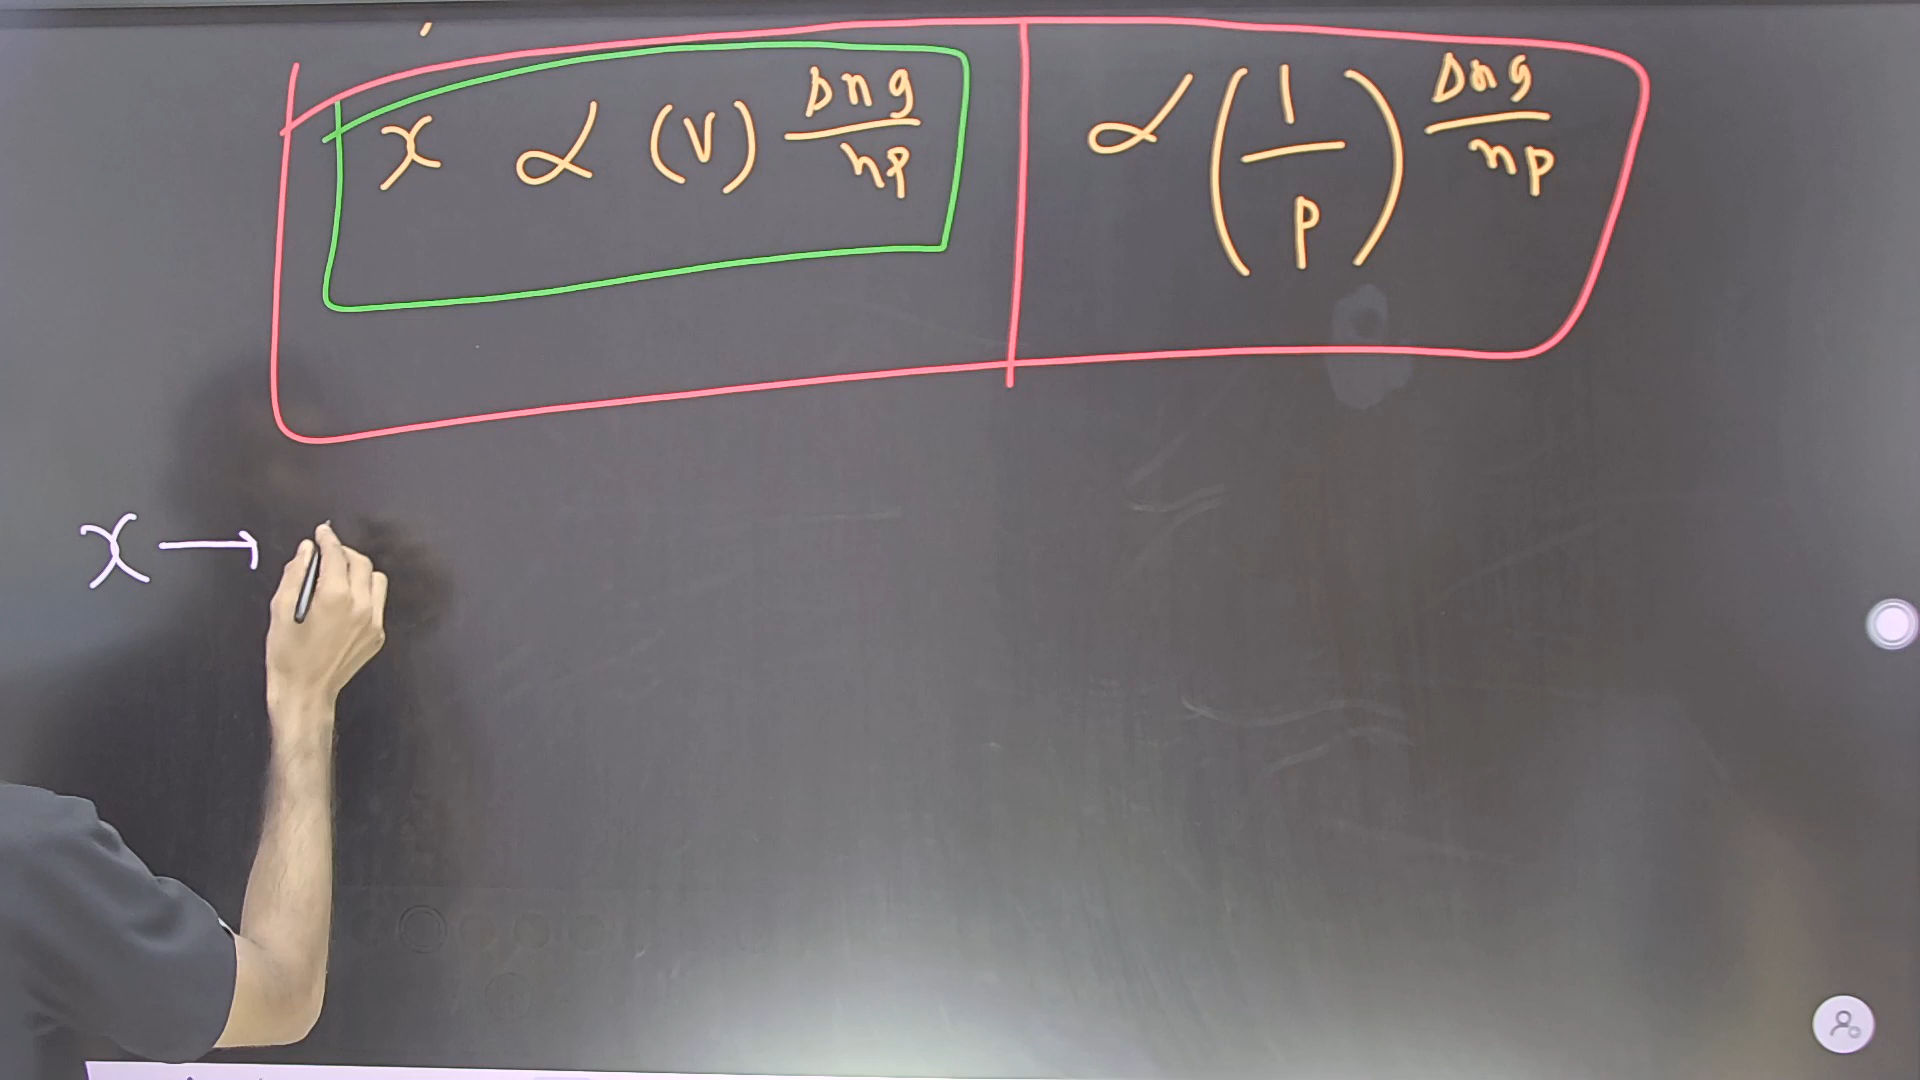 x α (V)^(Δng/np) α (1/P)^(Δng/np)
x →